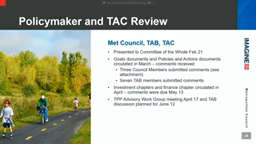 Policymaker and TAC Review
Met Council, TAB, TAC
• Presented to Committee of the Whole Feb 21
• Goals documents and Policies and Actions documents
circulated in March – comments received
• Three Council Members submitted comments (see
attachment)
• Seven TAB members submitted comments
• Investment chapters and finance chapter circulated in
April – comments were due May 13
• TPP Advisory Work Group meeting April 17 and TAB
discussion planned for June 12
IMAGINE
Metropolitan Council